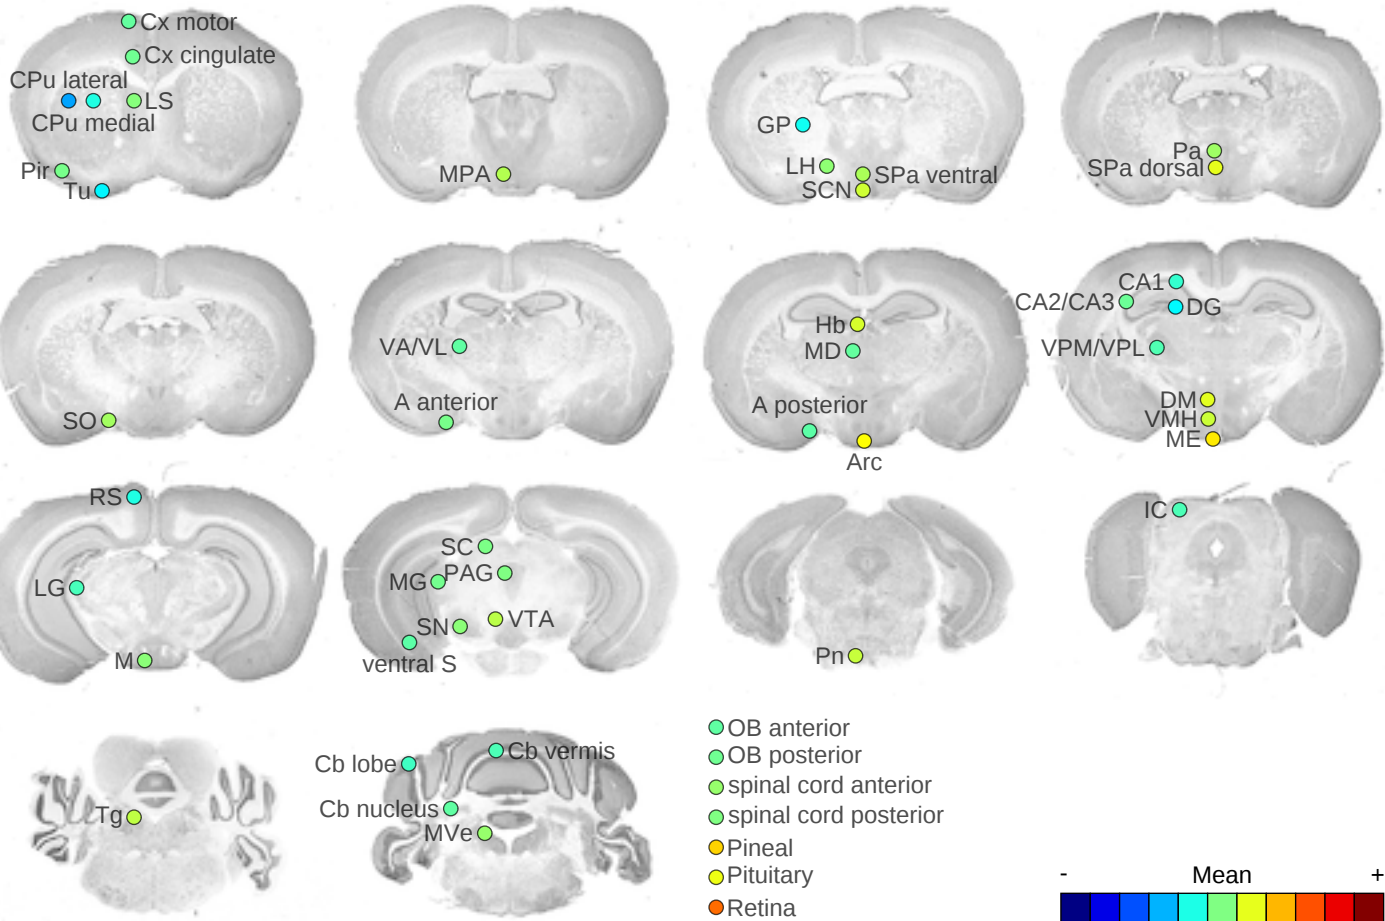 Cx motor
Cx cingulate
CPu lateral
LS
CPu medial
Pir
Tu
MPA
GP
LH
SPa ventral
SCN
Pa
SPa dorsal
SO
VA/VL
A anterior
Hb
MD
A posterior
Arc
CA1
CA2/CA3
DG
VPM/VPL
DM
VMH
ME
RS
LG
M
SC
PAG
MG
VTA
SN
ventral S
Pn
IC
Tg
Cb lobe
Cb vermis
Cb nucleus
MVe
OB anterior
OB posterior
spinal cord anterior
spinal cord posterior
Pineal
Pituitary
Retina
- Mean +